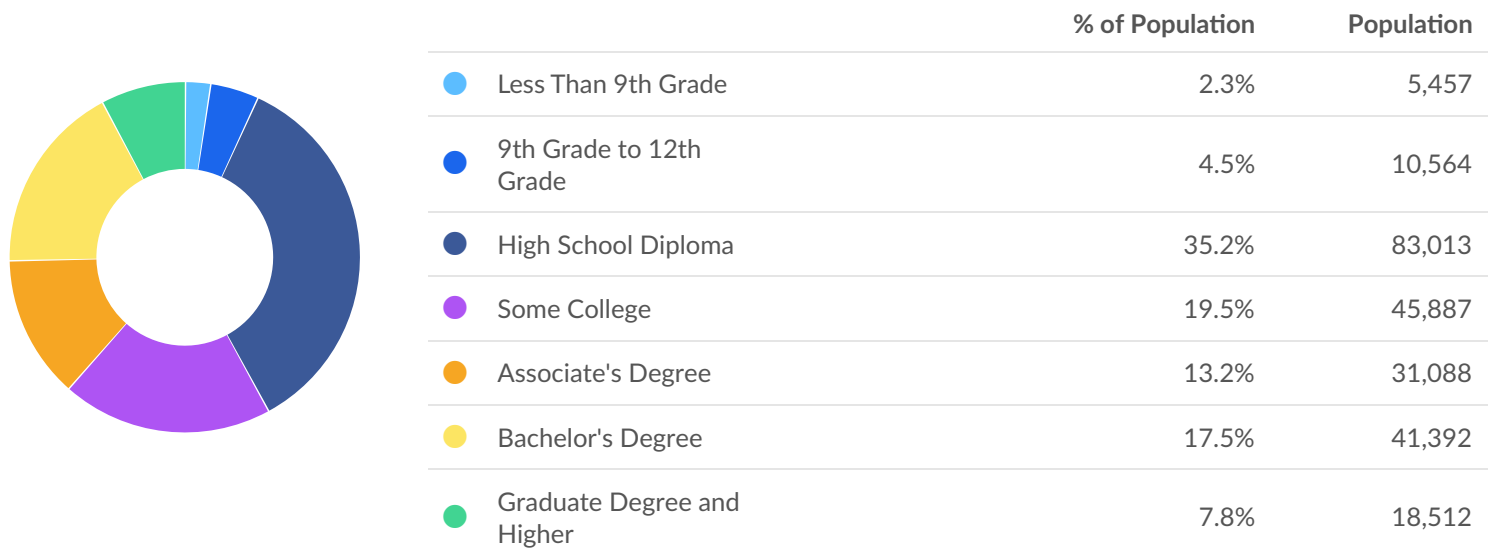 % of Population Population
Less Than 9th Grade 2.3% 5,457
9th Grade to 12th
Grade 4.5% 10,564
High School Diploma 35.2% 83,013
Some College 19.5% 45,887
Associate's Degree 13.2% 31,088
Bachelor's Degree 17.5% 41,392
Graduate Degree and
Higher 7.8% 18,512